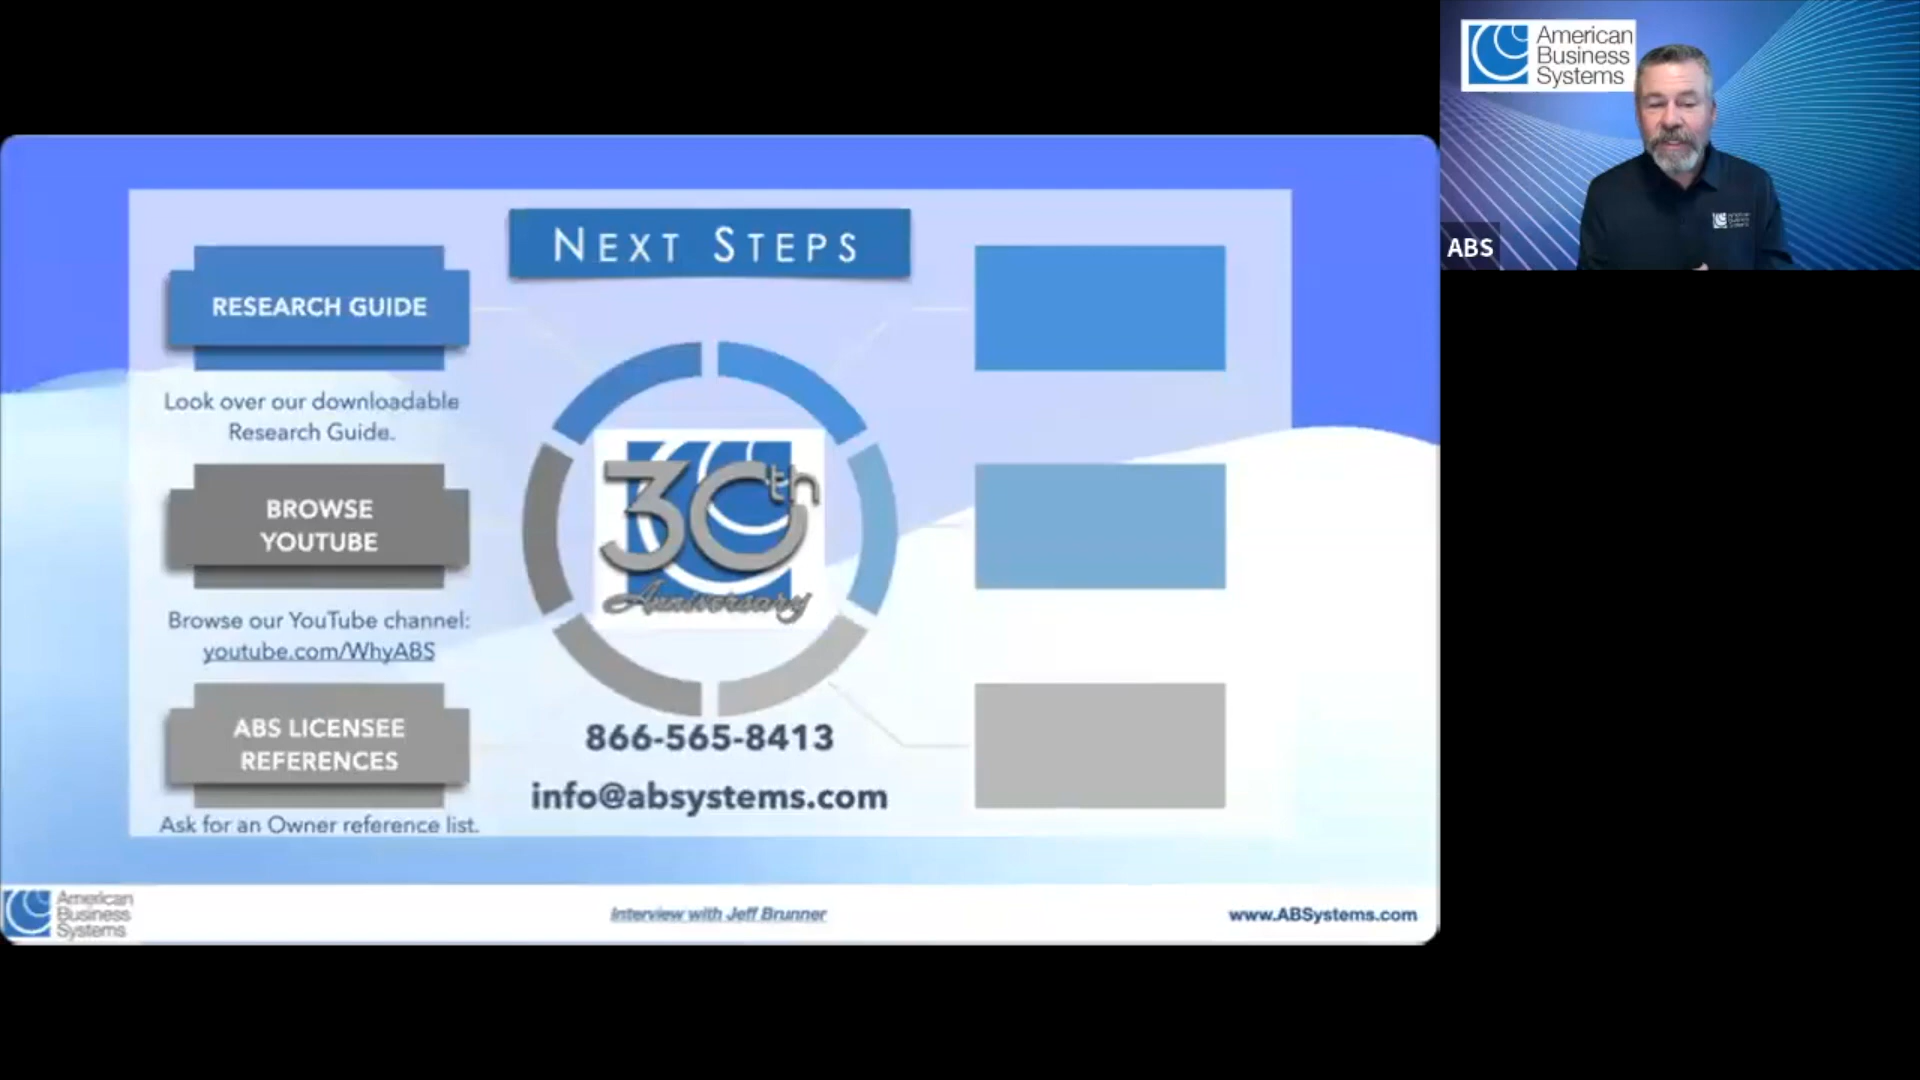 NEXT STEPS
RESEARCH GUIDE
Look over our downloadable
Research Guide.
BROWSE
YOUTUBE
Browse our YouTube channel:
youtube.com/WhyABS
ABS LICENSEE
REFERENCES
Ask for an Owner reference list.
30th
Anniversary
866-565-8413
info@absystems.com
American
Business
Systems
Interview with Jeff Brunner
www.ABSystems.com
American
Business
Systems
ABS